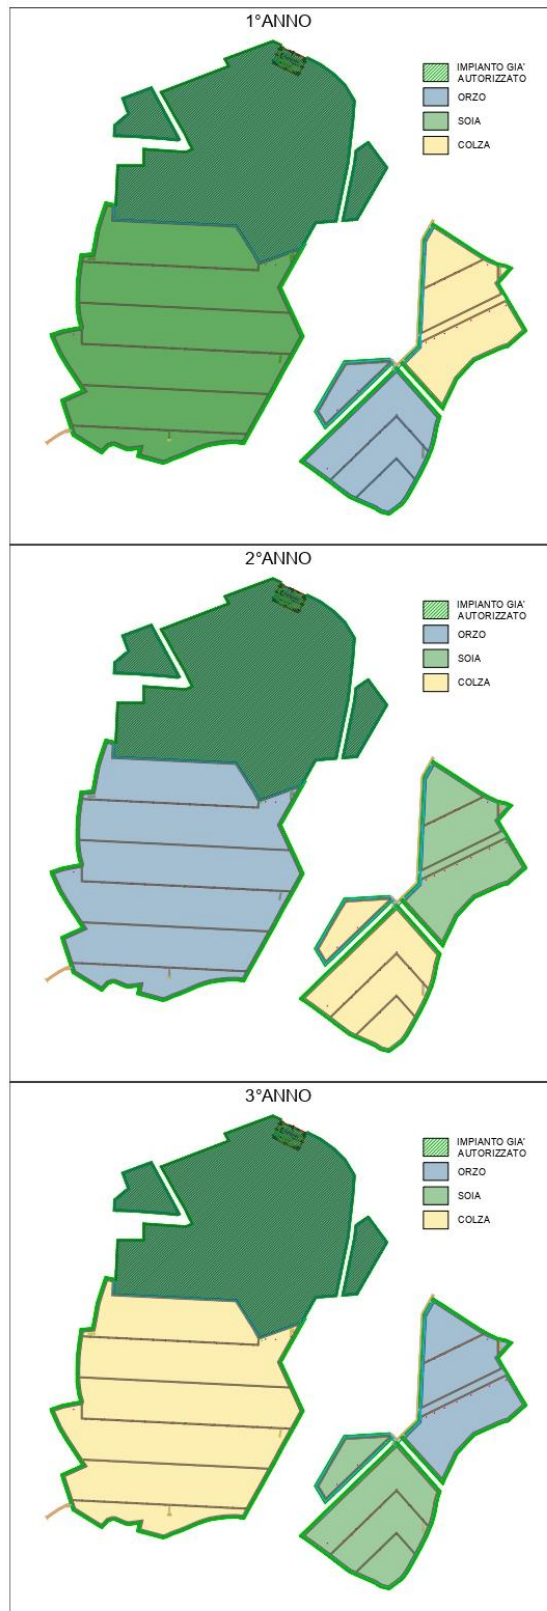 1°ANNO
IMPIANTO GIA'
AUTORIZZATO
ORZO
SOIA
COLZA
2°ANNO
IMPIANTO GIA'
AUTORIZZATO
ORZO
SOIA
COLZA
3°ANNO
IMPIANTO GIA'
AUTORIZZATO
ORZO
SOIA
COLZA